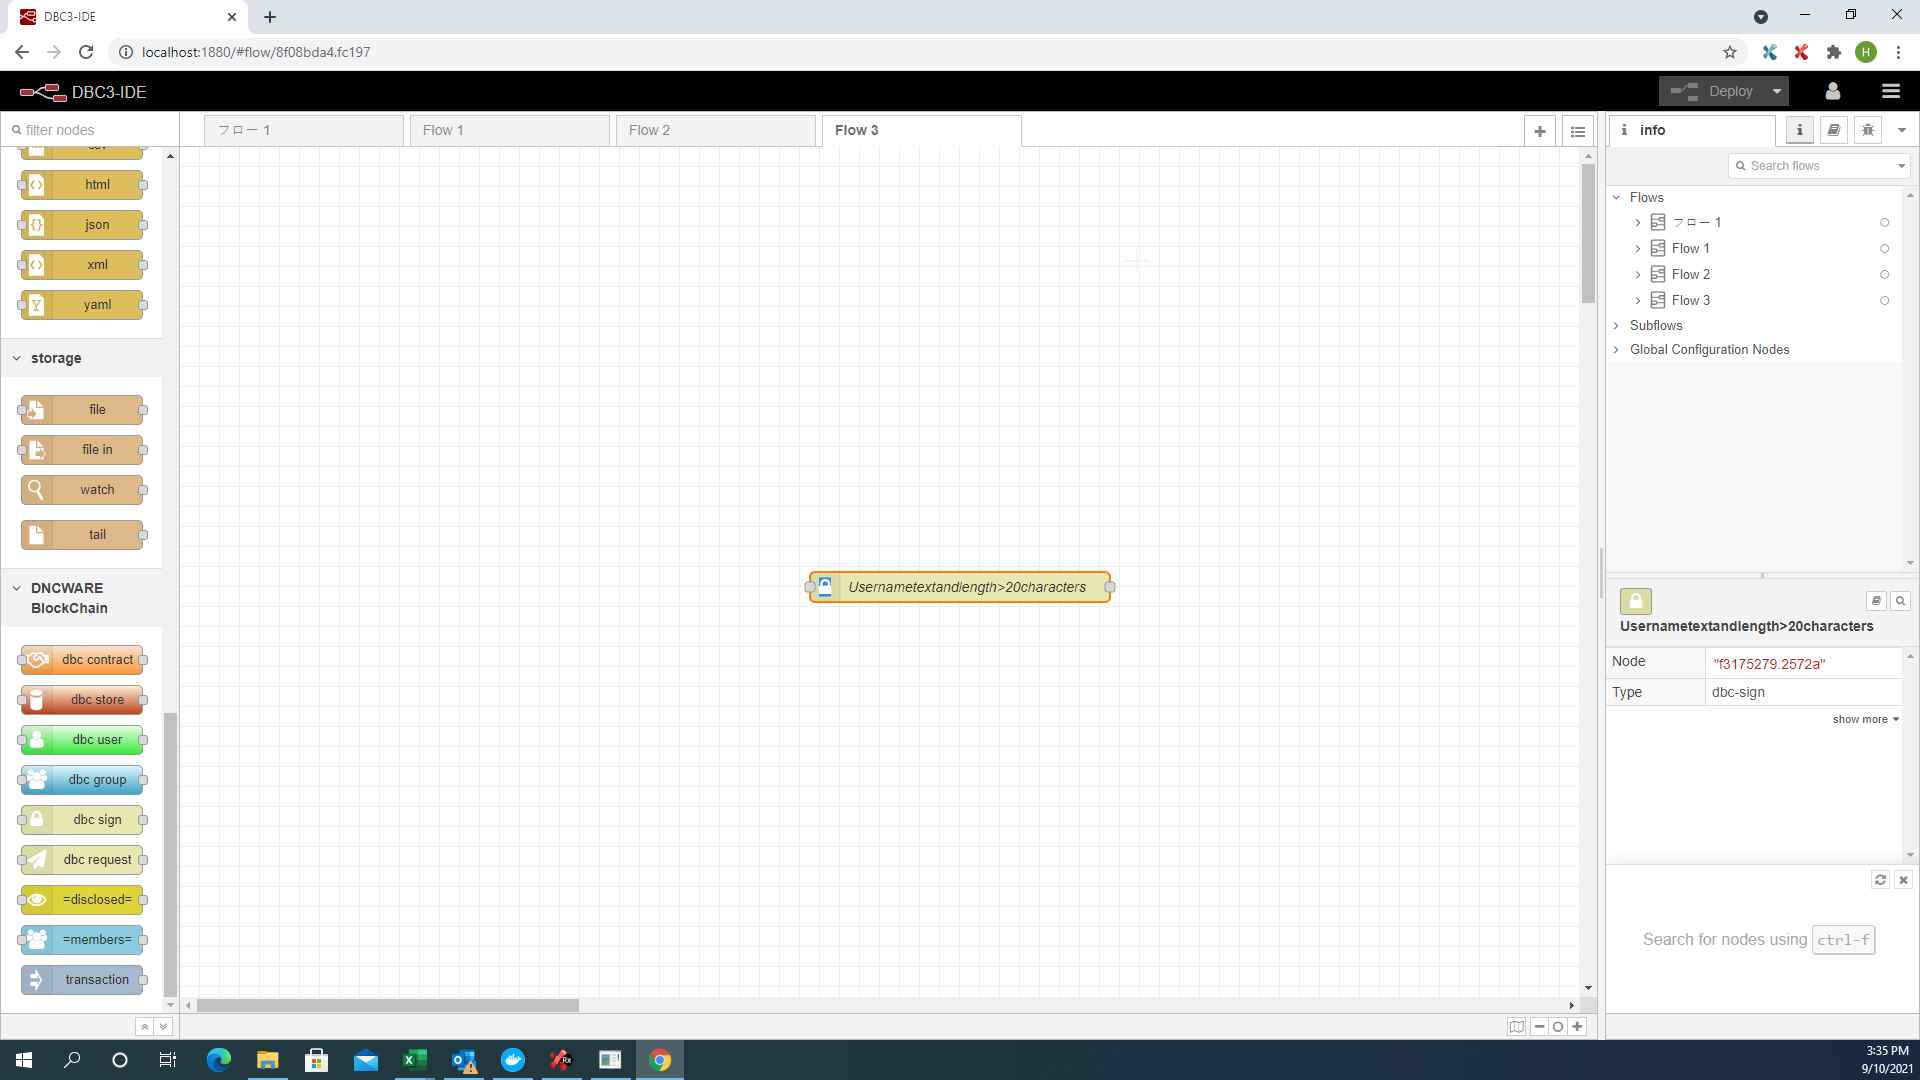 DBC3-IDE
localhost:1880/#flow/8f08bda4.fc197
H
DBC3-IDE
Deploy
filter nodes
フロー 1
Flow 1
Flow 2
Flow 3
info
Search flows
html
json
xml
yaml
storage
file
file in
watch
tail
DNCWARE
BlockChain
dbc contract
dbc store
dbc user
dbc group
dbc sign
dbc request
=disclosed=
=members=
transaction
Usernametextandlength>20characters
Flows
フロー 1
Flow 1
Flow 2
Flow 3
Subflows
Global Configuration Nodes
Usernametextandlength>20characters
Node "f3175279.2572a"
Type dbc-sign
show more
Search for nodes using ctrl-f
3:35 PM
9/10/2021